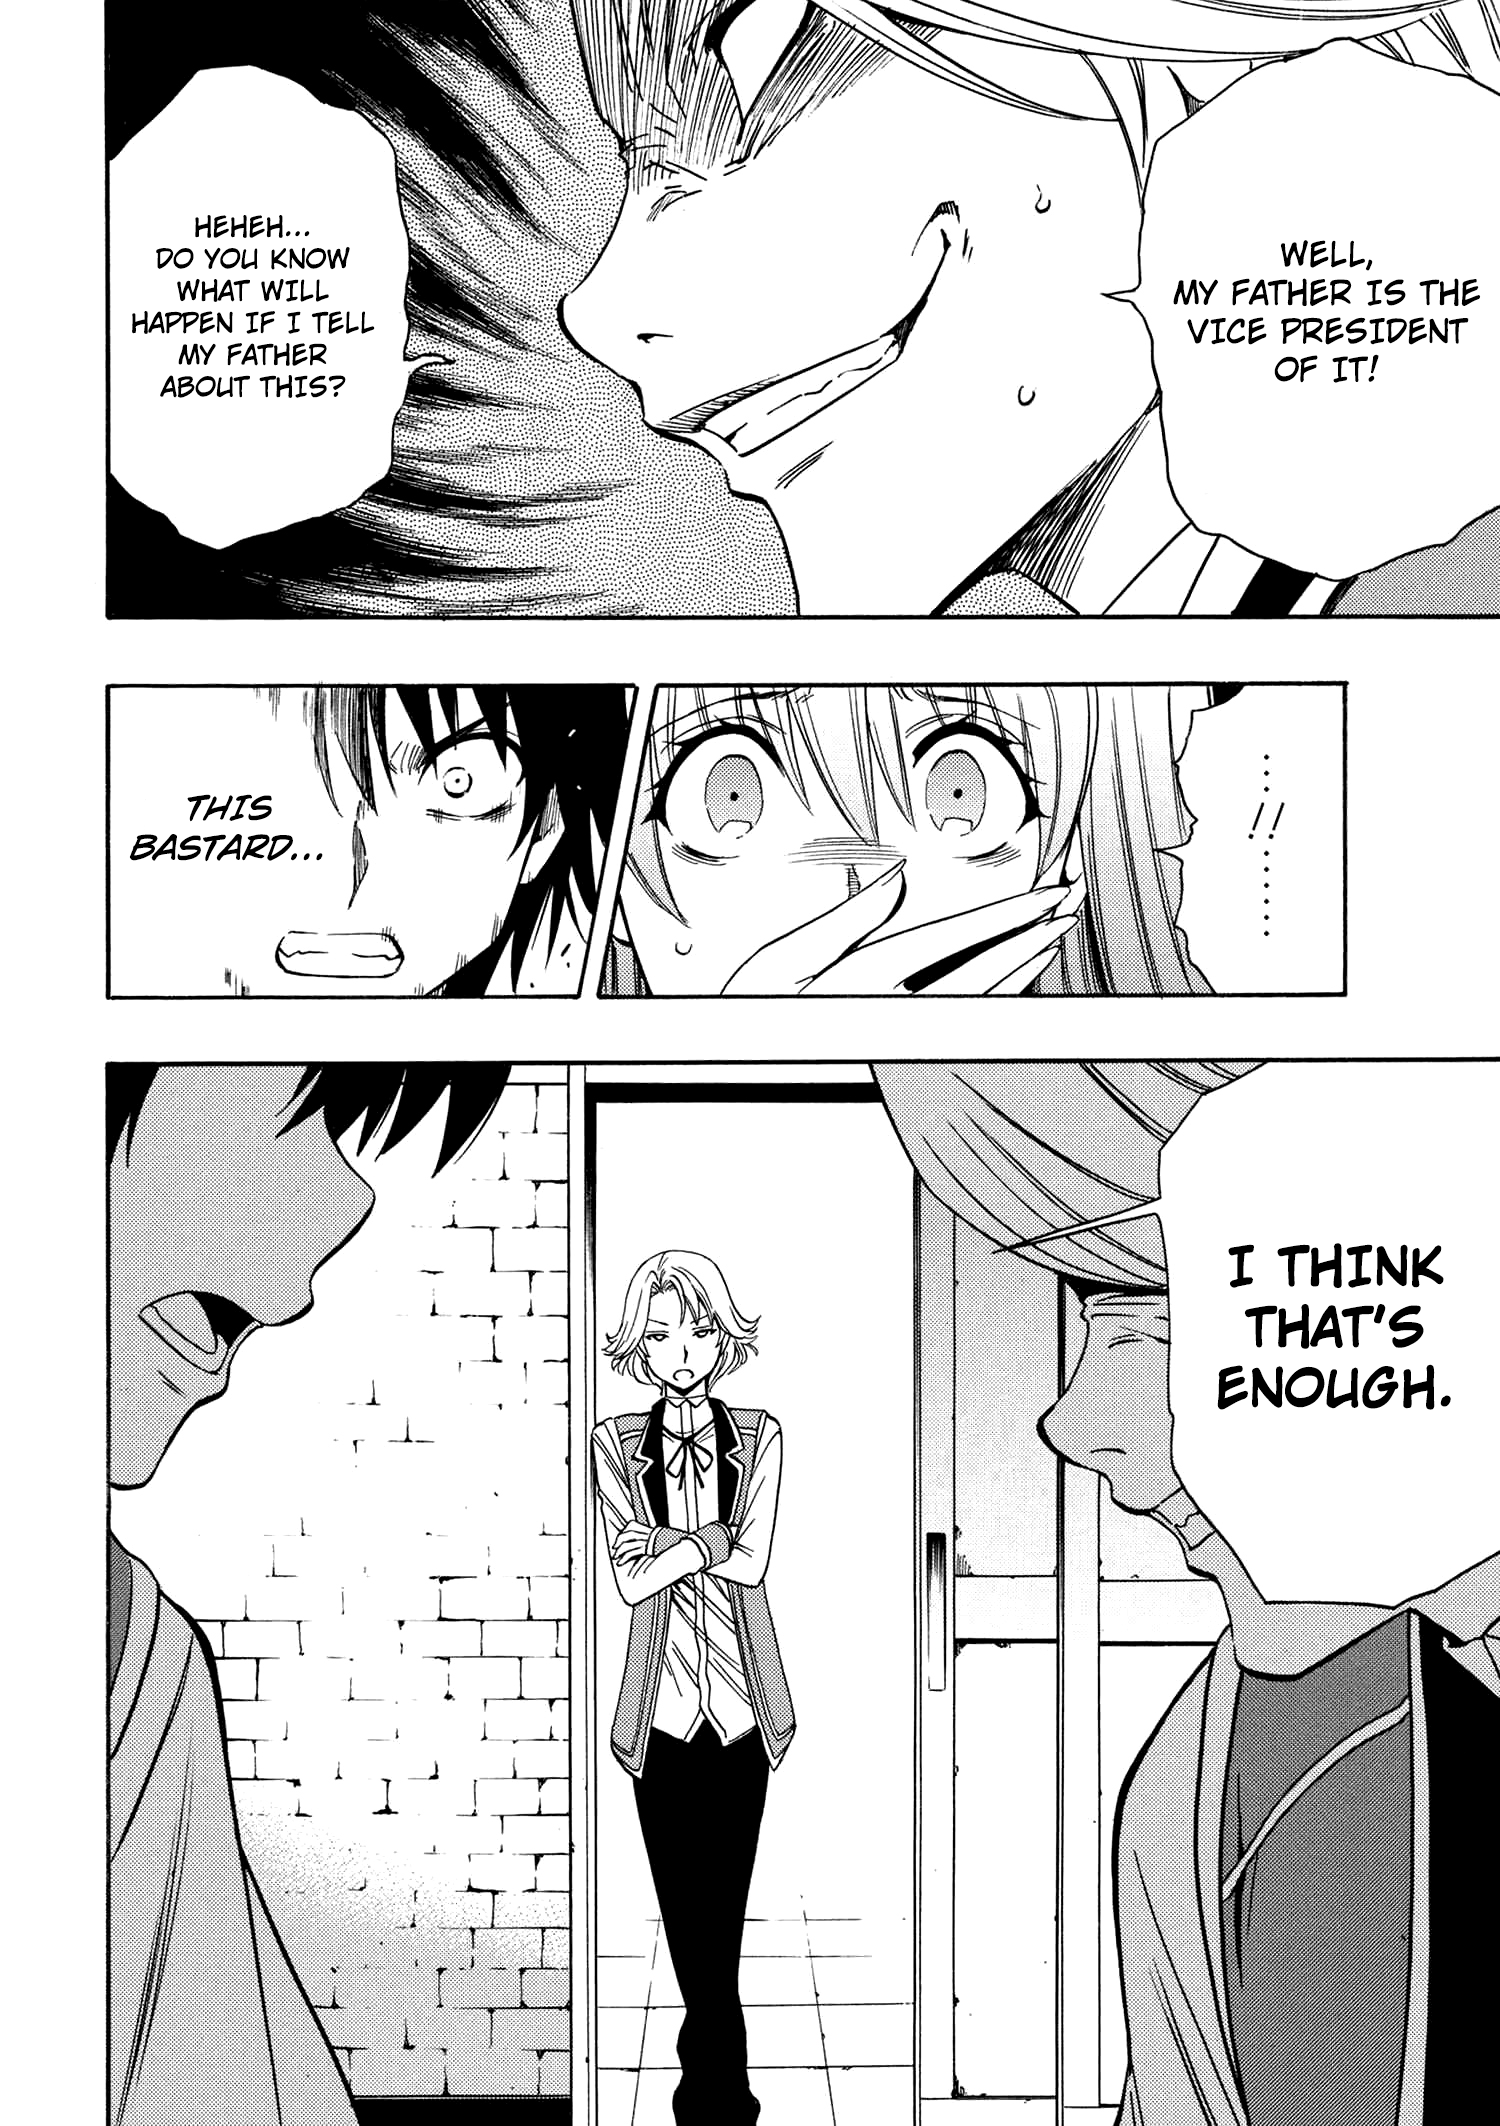 WELL,
MY FATHER IS THE
VICE PRESIDENT
OF IT!
HEHEH...
DO YOU KNOW
WHAT WILL
HAPPEN IF I TELL
MY FATHER
ABOUT THIS?
......!!......
THIS
BASTARD...
I THINK
THAT'S
ENOUGH.